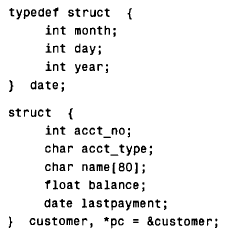 typedef struct {
int month;
int day;
int year;
} date;
struct {
int acct_no;
char acct_type;
char name[80];
float balance;
date lastpayment;
} customer, *pc = &customer;